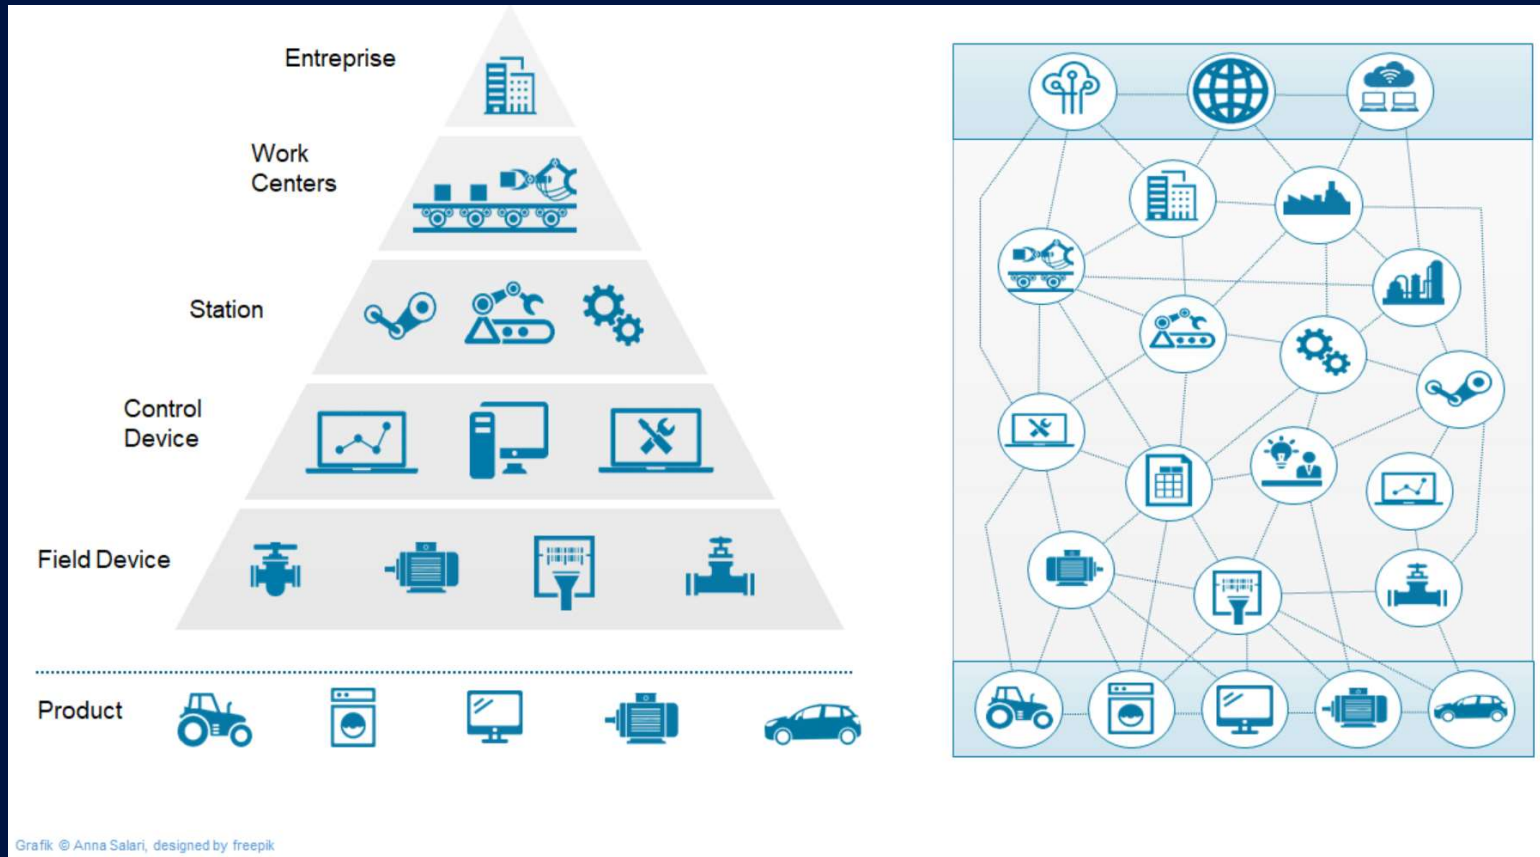 Entreprise
Work
Centers
Station
Control
Device
Field Device
Product
Grafik © Anna Salari, designed by freepik